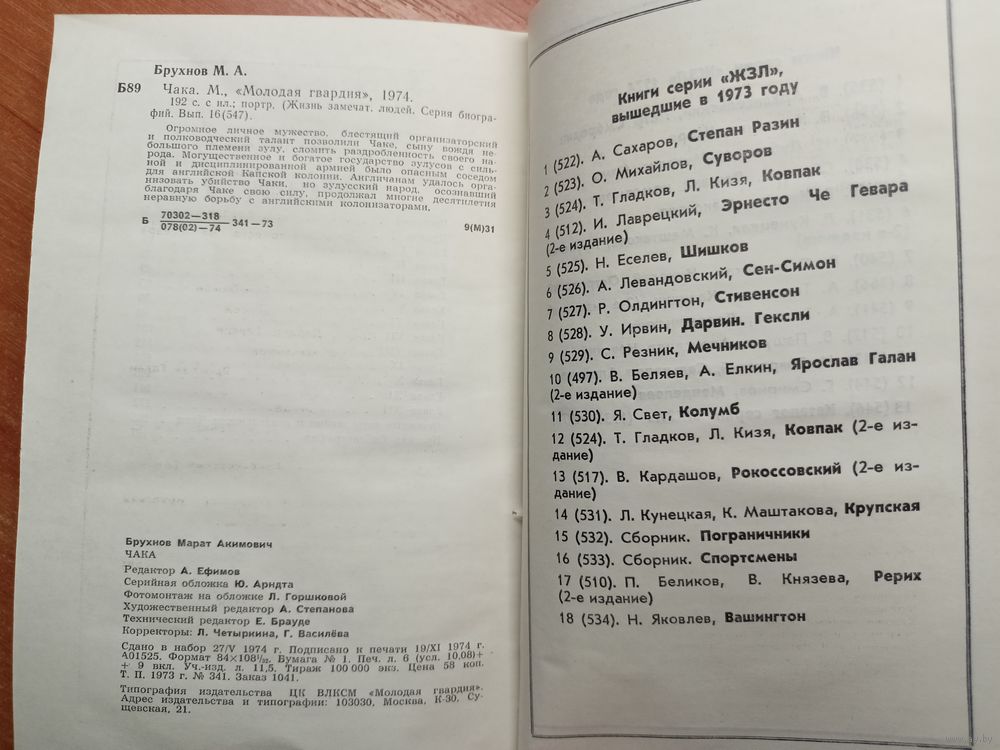 Брухнов М. А.
Б89 Чака. М., «Молодая гвардия», 1974.
192 с. с ил.; портр. (Жизнь замечат. людей. Серия биогра-
фий. Вып. 16(547).
Огромное личное мужество, блестящий организаторский
и полководческий талант позволили Чаке, сыну вождя не-
большого племени зулу, сломить раздробленность своего на-
рода. Могущественное и богатое государство зулусов с силь-
ной и дисциплинированной армией было опасным соседом
для английской Капской колонии. Англичанам удалось орга-
низовать убийство Чаки, но зулусский народ, осознавший
благодаря Чаке свою силу, продолжал многие десятилетия
неравную борьбу с английскими колонизаторами.
Б 70302—318
078(02)—74 341—73 9(М)31
Брухнов Марат Акимович
ЧАКА
Редактор А. Ефимов
Серийная обложка Ю. Арндта
Фотомонтаж на обложке Л. Горшковой
Художественный редактор А. Степанова
Технический редактор Е. Брауде
Корректоры: Л. Четыркина, Г. Василёва
Сдано в набор 27/V 1974 г. Подписано к печати 19/XI 1974 г.
А01525. Формат 84×108 1/32. Бумага № 1. Печ. л. 6 (усл. 10,08)+
+ 9 вкл. Уч.-изд. л. 11,5. Тираж 100 000 экз. Цена 58 коп.
Т. П. 1973 г. № 341. Заказ 1041.
Типография издательства ЦК ВЛКСМ «Молодая гвардия».
Адрес издательства и типографии: 103030, Москва, К-30, Су-
щевская, 21.
Книги серии «ЖЗЛ»,
вышедшие в 1973 году
1 (522). А. Сахаров, Степан Разин
2 (523). О. Михайлов, Суворов
3 (524). Т. Гладков, Л. Кизя, Ковпак
4 (512). И. Лаврецкий, Эрнесто Че Гевара
(2-е издание)
5 (525). Н. Еселев, Шишков
6 (526). А. Левандовский, Сен-Симон
7 (527). Р. Олдингтон, Стивенсон
8 (528). У. Ирвин, Дарвин. Гексли
9 (529). С. Резник, Мечников
10 (497). В. Беляев, А. Елкин, Ярослав Галан
(2-е издание)
11 (530). Я. Свет, Колумб
12 (524). Т. Гладков, Л. Кизя, Ковпак (2-е из-
дание)
13 (517). В. Кардашов, Рокоссовский (2-е из-
дание)
14 (531). Л. Кунецкая, К. Маштакова, Крупская
15 (532). Сборник. Пограничники
16 (533). Сборник. Спортсмены
17 (510). П. Беликов, В. Князева, Рерих
(2-е издание)
18 (534). Н. Яковлев, Вашингтон